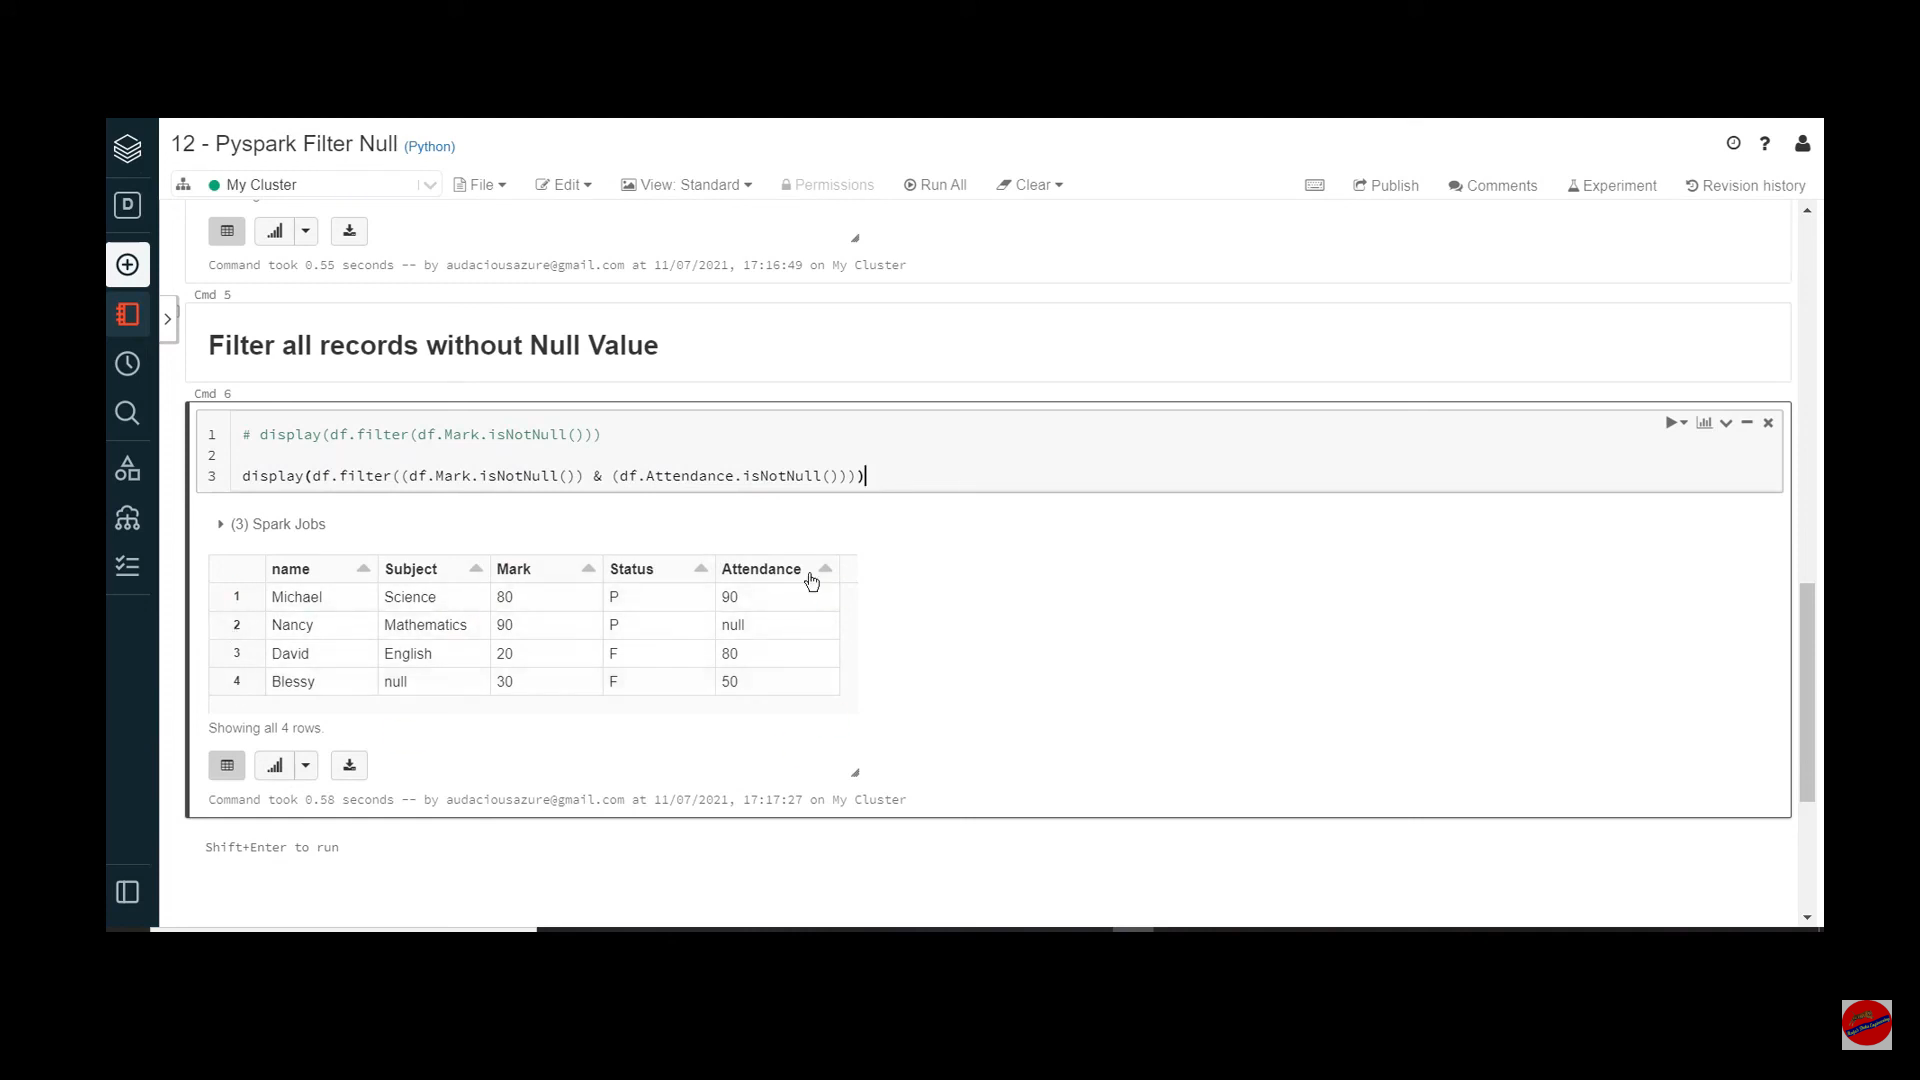 12 - Pyspark Filter Null (Python)
My Cluster File Edit View: Standard Permissions Run All Clear Publish Comments Experiment Revision history
D
Command took 0.55 seconds -- by audaciousazure@gmail.com at 11/07/2021, 17:16:49 on My Cluster
Cmd 5
Filter all records without Null Value
Cmd 6
1 # display(df.filter(df.Mark.isNotNull()))
2
3 display(df.filter((df.Mark.isNotNull()) & (df.Attendance.isNotNull())))
(3) Spark Jobs
name Subject Mark Status Attendance
1 Michael Science 80 P 90
2 Nancy Mathematics 90 P null
3 David English 20 F 80
4 Blessy null 30 F 50
Showing all 4 rows.
Command took 0.58 seconds -- by audaciousazure@gmail.com at 11/07/2021, 17:17:27 on My Cluster
Shift+Enter to run